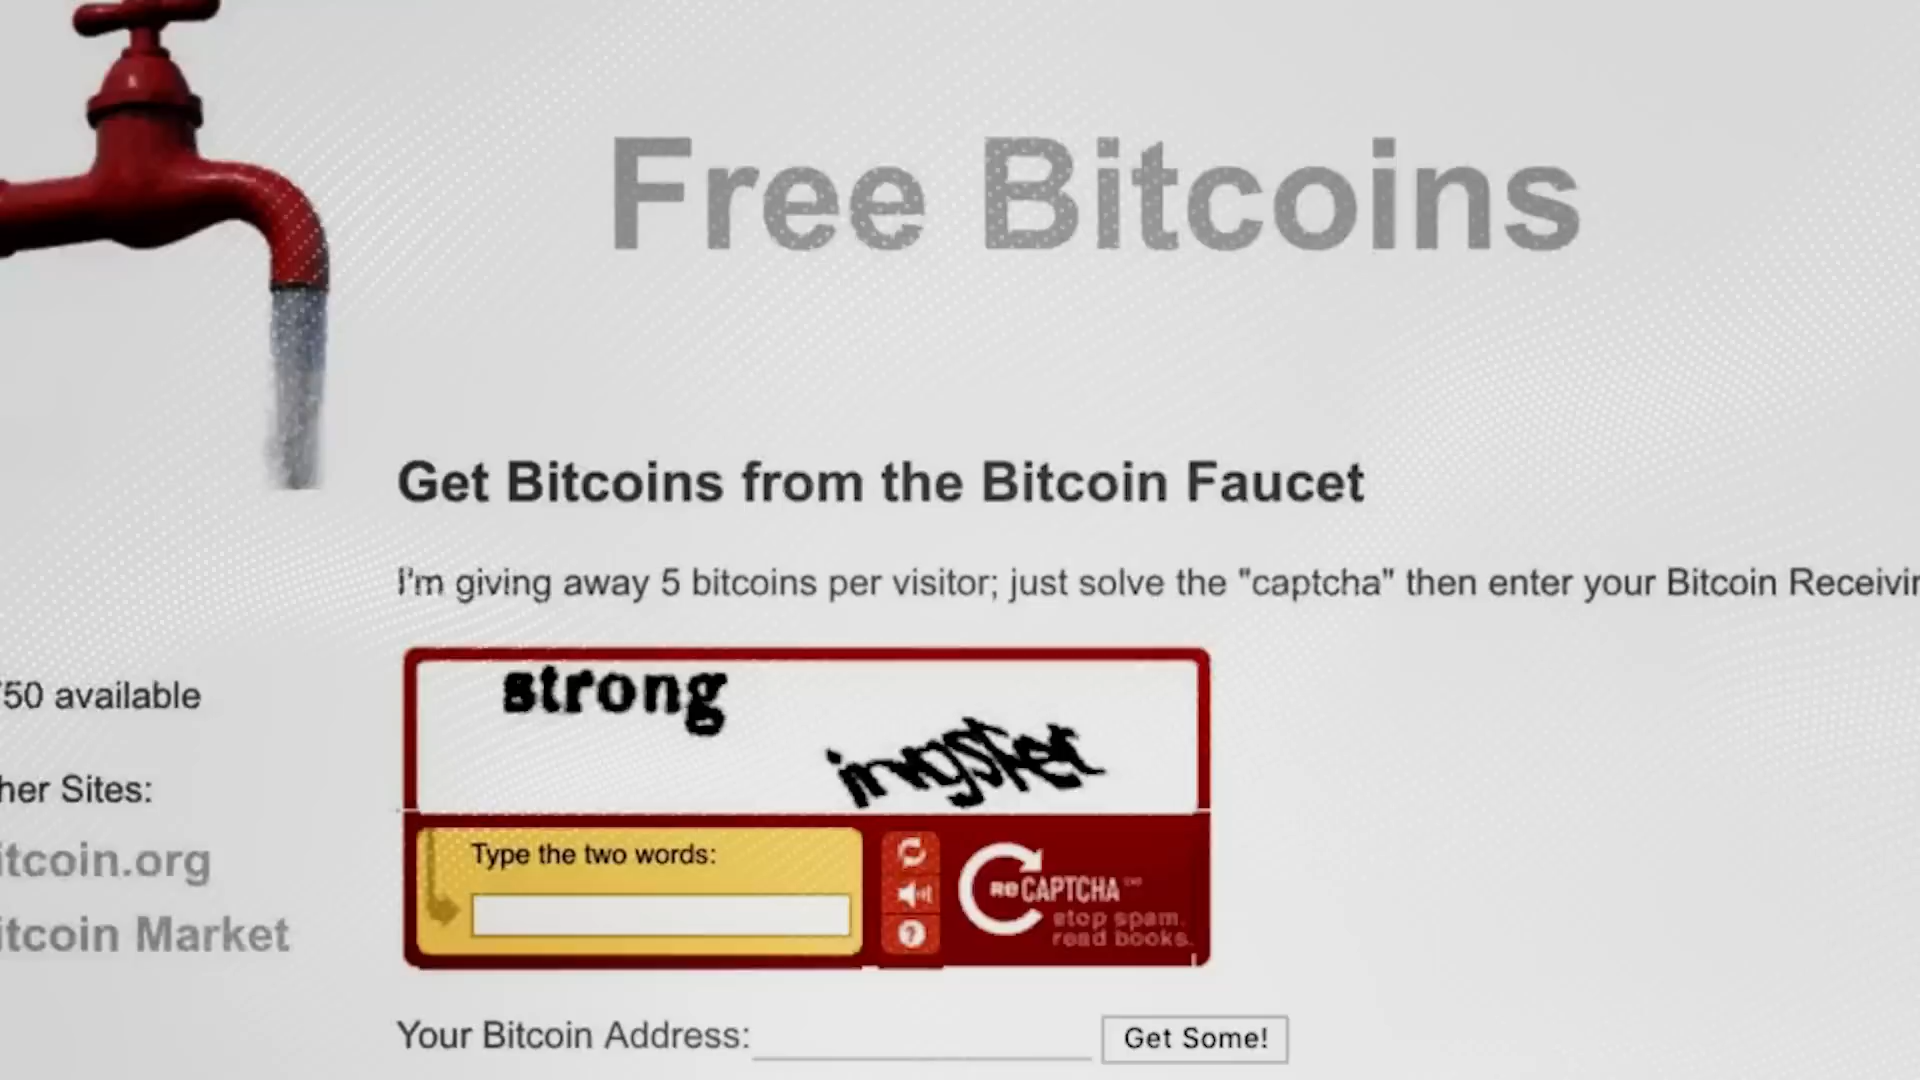 Free Bitcoins
Get Bitcoins from the Bitcoin Faucet
I'm giving away 5 bitcoins per visitor; just solve the "captcha" then enter your Bitcoin Receivin
50 available
her Sites:
itcoin.org
itcoin Market
strong
Type the two words:
reCAPTCHA
stop spam.
read books.
Your Bitcoin Address:
Get Some!